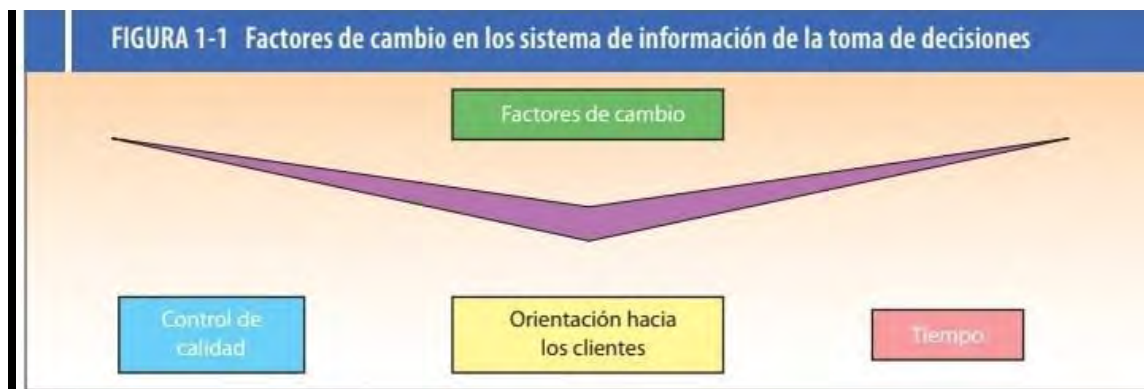 FIGURA 1-1 Factores de cambio en los sistema de información de la toma de decisiones
Factores de cambio
Control de
calidad
Orientación hacia
los clientes
Tiempo